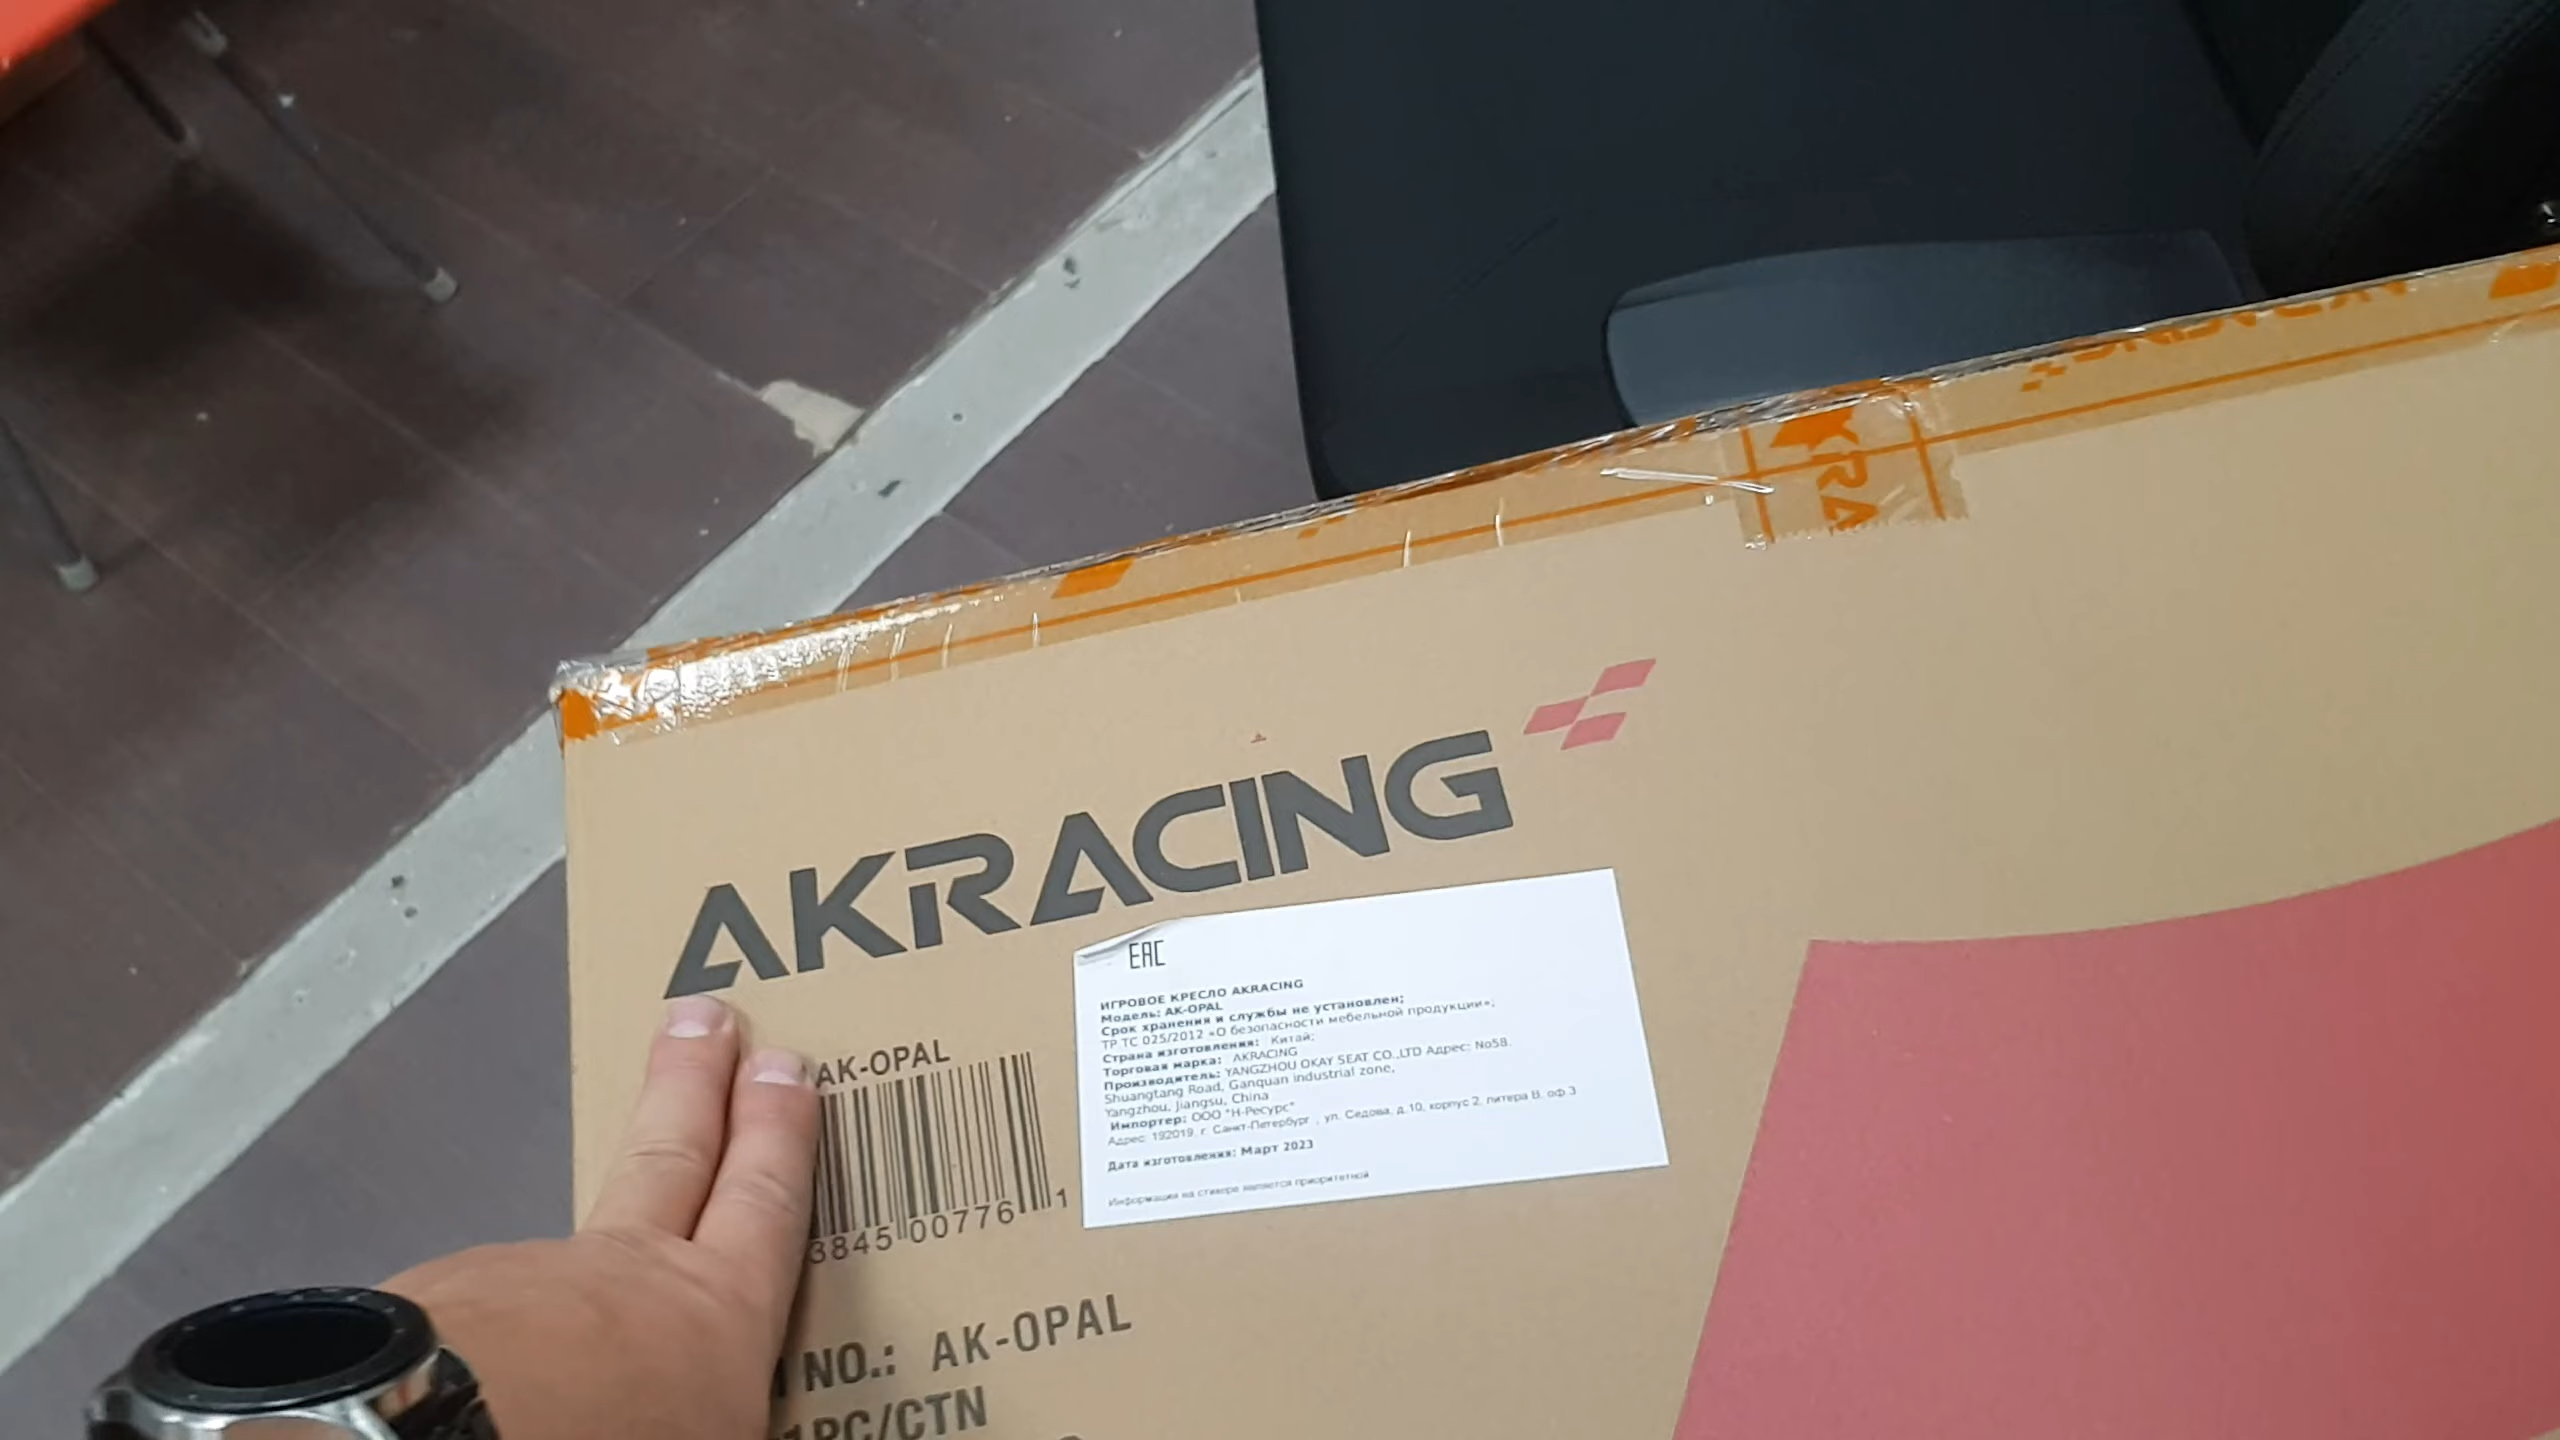 AKRACING
AKRA
AKRACING
EAC
ИГРОВОЕ КРЕСЛО AKRACING
Модель: AK-OPAL
Срок хранения и службы не установлен;
ТР ТС 025/2012 «О безопасности мебельной продукции»;
Страна изготовления: Китай;
Торговая марка: AKRACING
Производитель: YANGZHOU OKAY SEAT CO.,LTD Адрес: No58.
Shuangtang Road, Ganquan industrial zone,
Yangzhou, Jiangsu, China
Импортер: ООО "Н-Ресурс"
Адрес: 192019, г. Санкт-Петербург , ул. Седова, д.10, корпус 2, литера В, оф.3
Дата изготовления: Март 2023
Информация на стикере является приоритетной
AK-OPAL
3845 00776 1
NO.: AK-OPAL
1PC/CTN